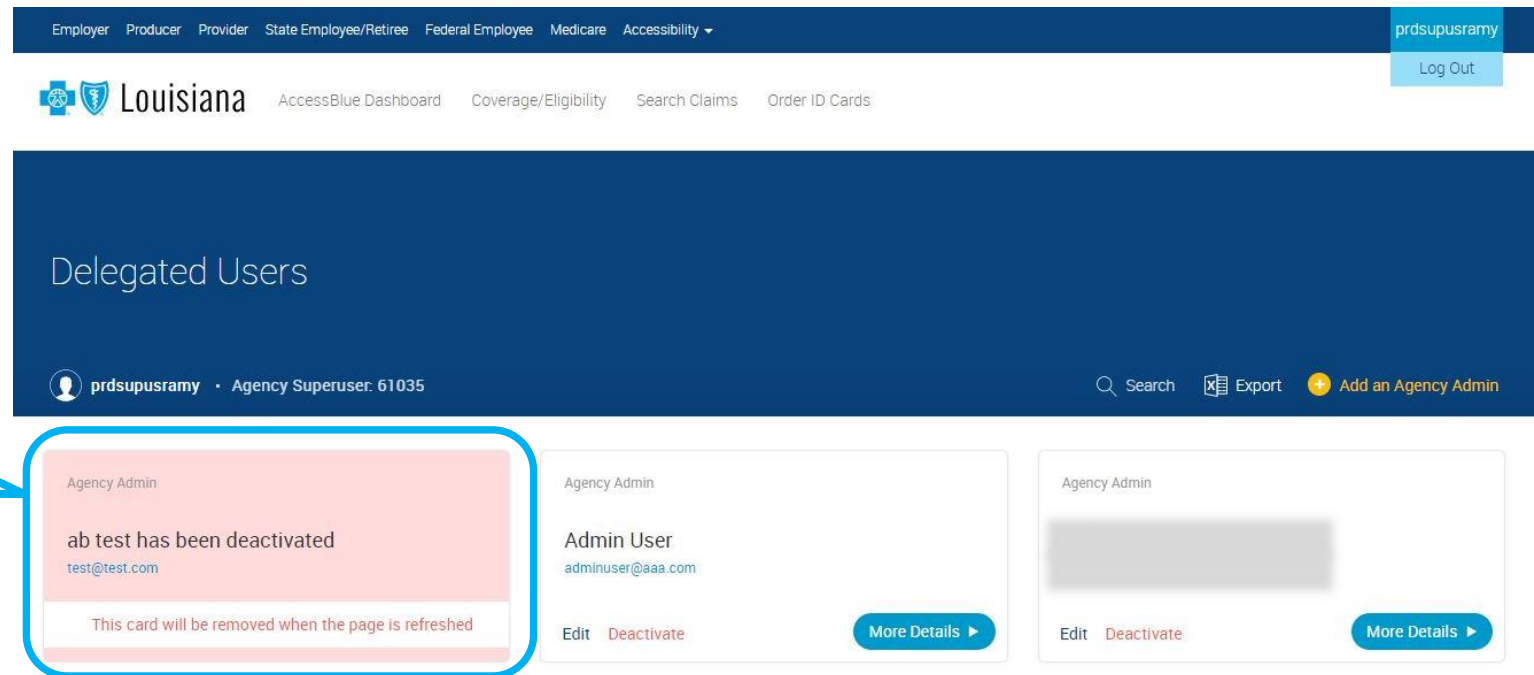 Employer Producer Provider State Employee/Retiree Federal Employee Medicare Accessibility prdsupusramy
Log Out
Louisiana AccessBlue Dashboard Coverage/Eligibility Search Claims Order ID Cards
Delegated Users
prdsupusramy · Agency Superuser: 61035 Search Export Add an Agency Admin
Agency Admin
ab test has been deactivated
test@test.com
This card will be removed when the page is refreshed
Agency Admin
Admin User
adminuser@aaa.com
Edit Deactivate More Details
Agency Admin
Edit Deactivate More Details